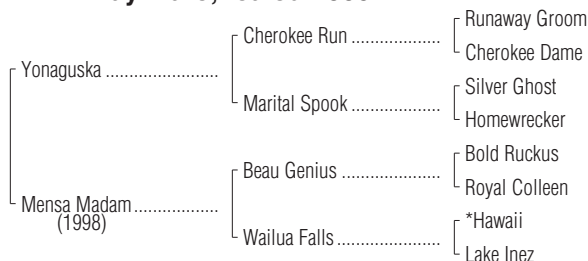 Runaway Groom
Cherokee Run ......................
Cherokee Dame
Yonaguska ............................
Silver Ghost
Marital Spook ......................
Homewrecker
Bold Ruckus
Beau Genius ........................
Royal Colleen
Mensa Madam .....................
(1998)
*Hawaii
Wailua Falls .........................
Lake Inez